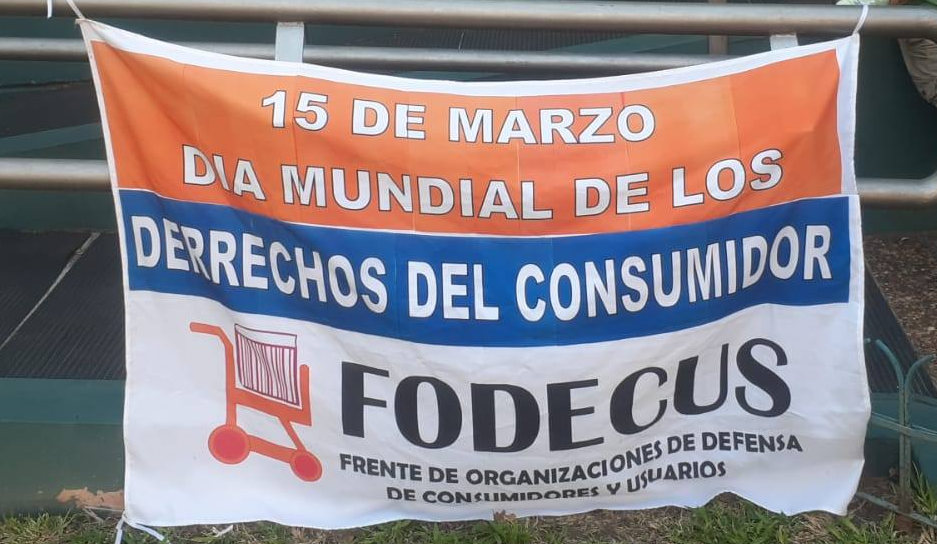 15 DE MARZO
DIA MUNDIAL DE LOS
DERRECHOS DEL CONSUMIDOR
FODECUS
FRENTE DE ORGANIZACIONES DE DEFENSA
DE CONSUMIDORES Y USUARIOS